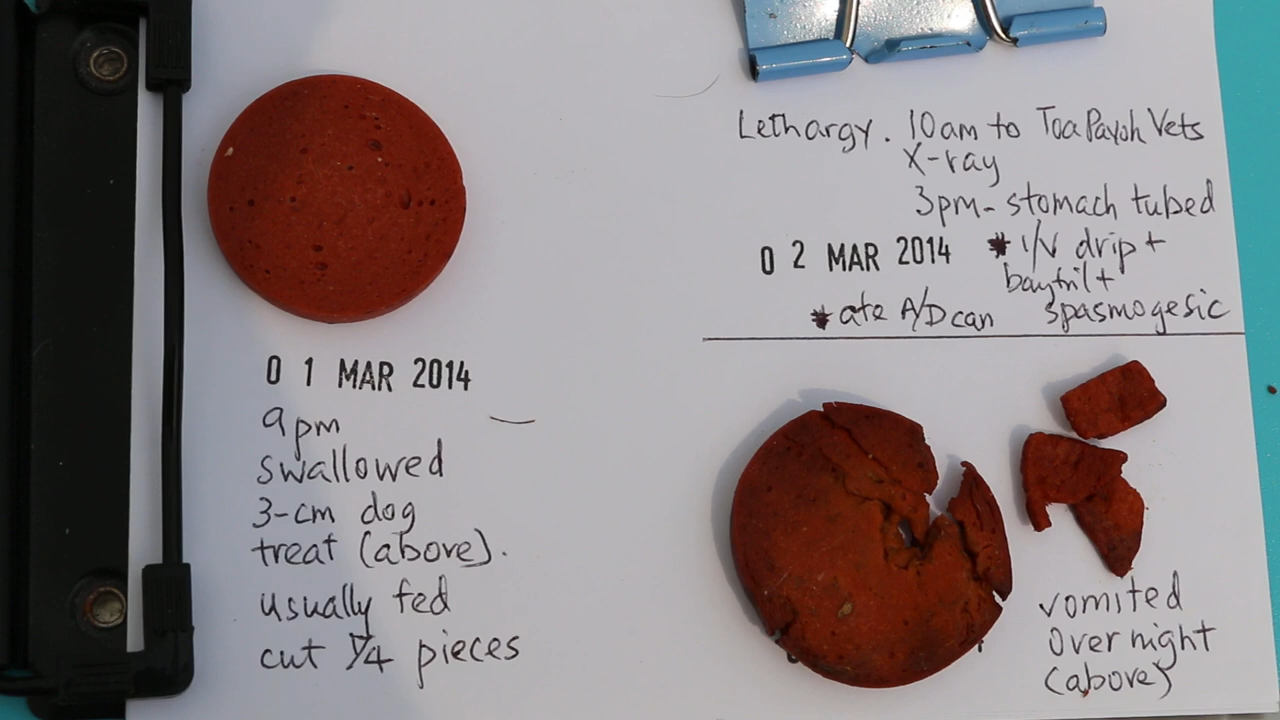 0 1 MAR 2014
9pm
swallowed
3-cm dog
treat (above).
usually fed
cut 1/4 pieces
Lethargy. 10am to Toa Payoh Vets
X-ray
3pm- stomach tubed
0 2 MAR 2014 * I/V drip +
baytril +
* ate A/D can spasmogesic
vomited
overnight
(above)